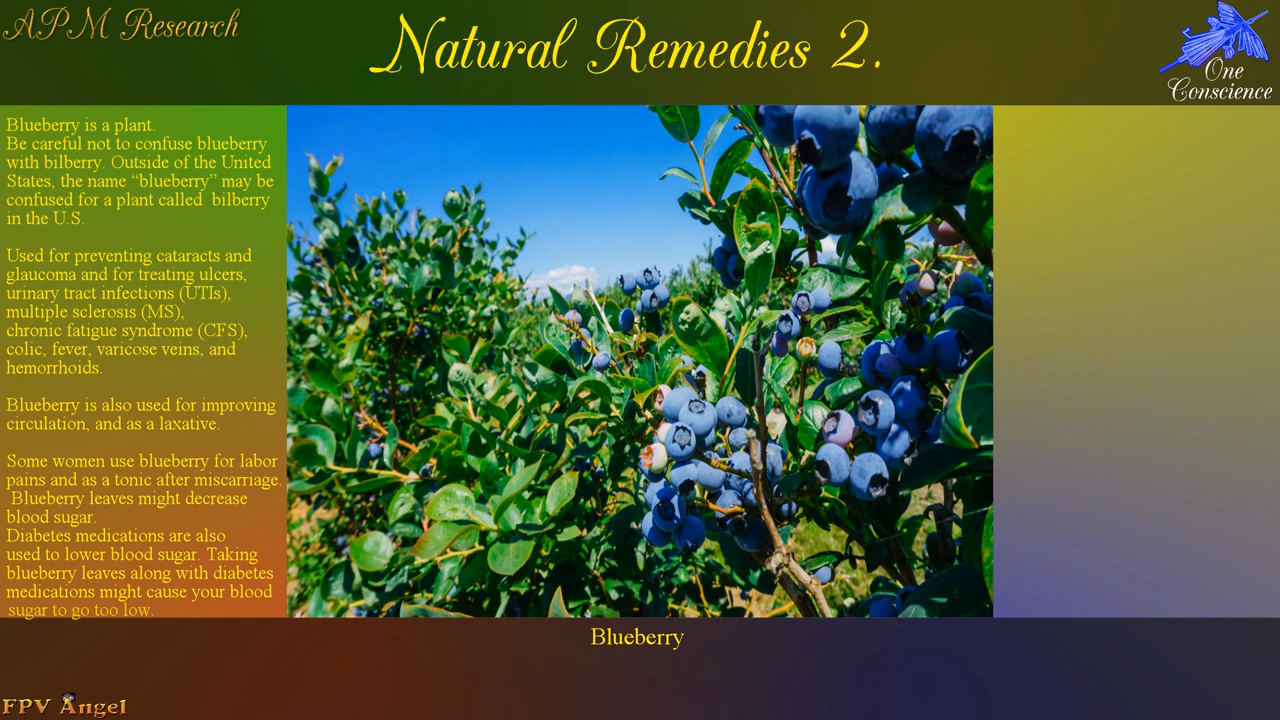 APM Research
Natural Remedies 2.
One
Conscience
Blueberry is a plant.
Be careful not to confuse blueberry
with bilberry. Outside of the United
States, the name “blueberry” may be
confused for a plant called  bilberry
in the U.S.
Used for preventing cataracts and
glaucoma and for treating ulcers,
urinary tract infections (UTIs),
multiple sclerosis (MS),
chronic fatigue syndrome (CFS),
colic, fever, varicose veins, and
hemorrhoids.
Blueberry is also used for improving
circulation, and as a laxative.
Some women use blueberry for labor
pains and as a tonic after miscarriage.
Blueberry leaves might decrease
blood sugar.
Diabetes medications are also
used to lower blood sugar. Taking
blueberry leaves along with diabetes
medications might cause your blood
sugar to go too low.
Blueberry
FPV Angel